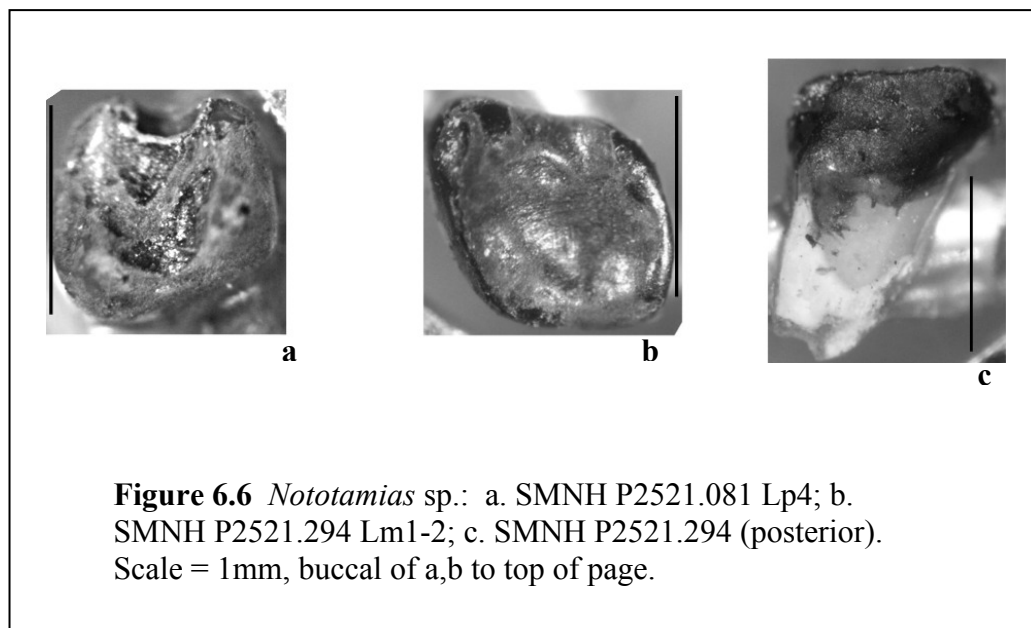 a
b
c
Figure 6.6 Nototamias sp.: a. SMNH P2521.081 Lp4; b.
SMNH P2521.294 Lm1-2; c. SMNH P2521.294 (posterior).
Scale = 1mm, buccal of a,b to top of page.